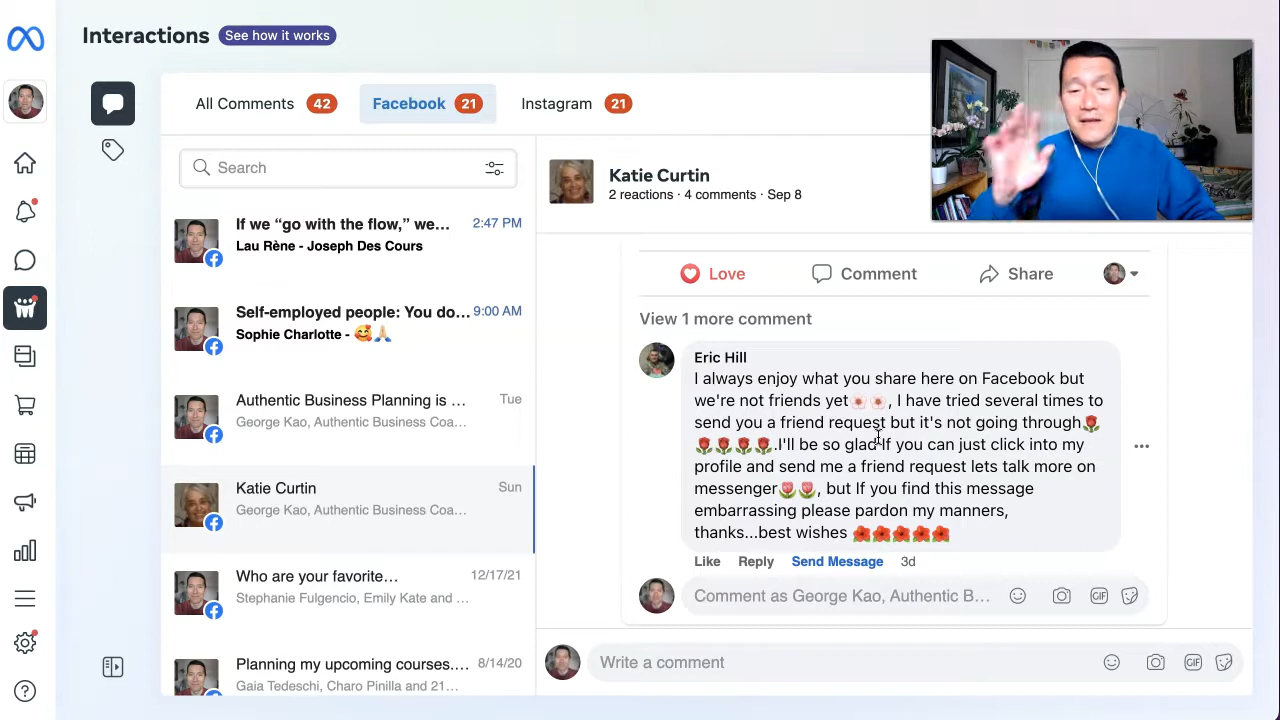 Interactions
See how it works
All Comments 42
Facebook 21
Instagram 21
Search
If we “go with the flow,” we...
2:47 PM
Lau Rène - Joseph Des Cours
Self-employed people: You do...
9:00 AM
Sophie Charlotte - 🥰🙏🏻
Authentic Business Planning is ...
Tue
George Kao, Authentic Business Coa...
Katie Curtin
Sun
George Kao, Authentic Business Coa...
Who are your favorite...
12/17/21
Stephanie Fulgencio, Emily Kate and ...
Planning my upcoming courses....
8/14/20
Gaia Tedeschi, Charo Pinilla and 21...
Katie Curtin
2 reactions · 4 comments · Sep 8
Love
Comment
Share
View 1 more comment
Eric Hill
I always enjoy what you share here on Facebook but
we're not friends yet🌸🌸, I have tried several times to
send you a friend request but it's not going through🌹
🌹🌹🌹🌹.I'll be so glad If you can just click into my
profile and send me a friend request lets talk more on
messenger🌷🌷, but If you find this message
embarrassing please pardon my manners,
thanks...best wishes 🌺🌺🌺🌺🌺
Like Reply Send Message 3d
Comment as George Kao, Authentic B...
GIF
Write a comment
GIF